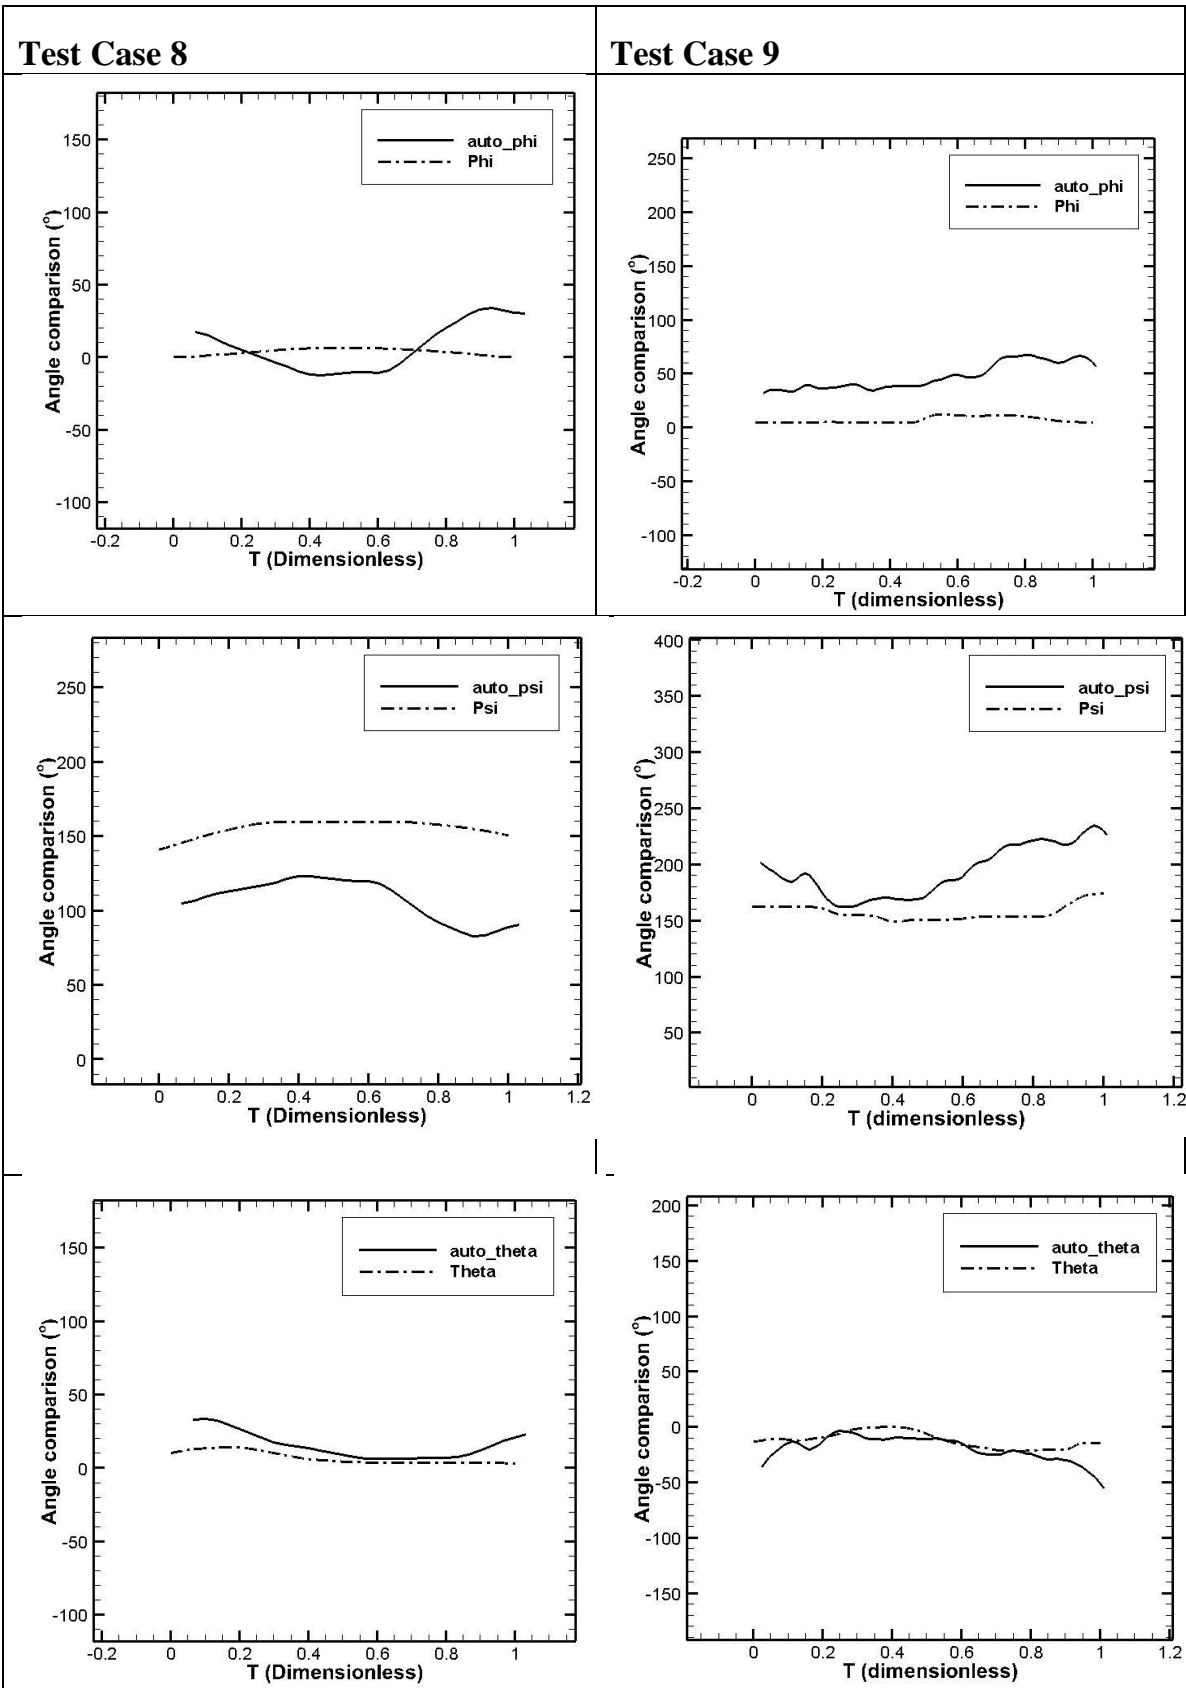 Test Case 8
Test Case 9
auto_phi
Phi
150
100
50
0
-50
-100
Angle comparison (°)
-0.2 0 0.2 0.4 0.6 0.8 1
T (Dimensionless)
auto_phi
Phi
250
200
150
100
50
0
-50
-100
Angle comparison (°)
-0.2 0 0.2 0.4 0.6 0.8 1
T (dimensionless)
auto_psi
Psi
250
200
150
100
50
0
Angle comparison (°)
0 0.2 0.4 0.6 0.8 1 1.2
T (Dimensionless)
auto_psi
Psi
400
350
300
250
200
150
100
50
Angle comparison (°)
0 0.2 0.4 0.6 0.8 1 1.2
T (dimensionless)
auto_theta
Theta
150
100
50
0
-50
-100
Angle comparison (°)
-0.2 0 0.2 0.4 0.6 0.8 1
T (Dimensionless)
auto_theta
Theta
200
150
100
50
0
-50
-100
-150
Angle comparison (°)
0 0.2 0.4 0.6 0.8 1 1.2
T (dimensionless)